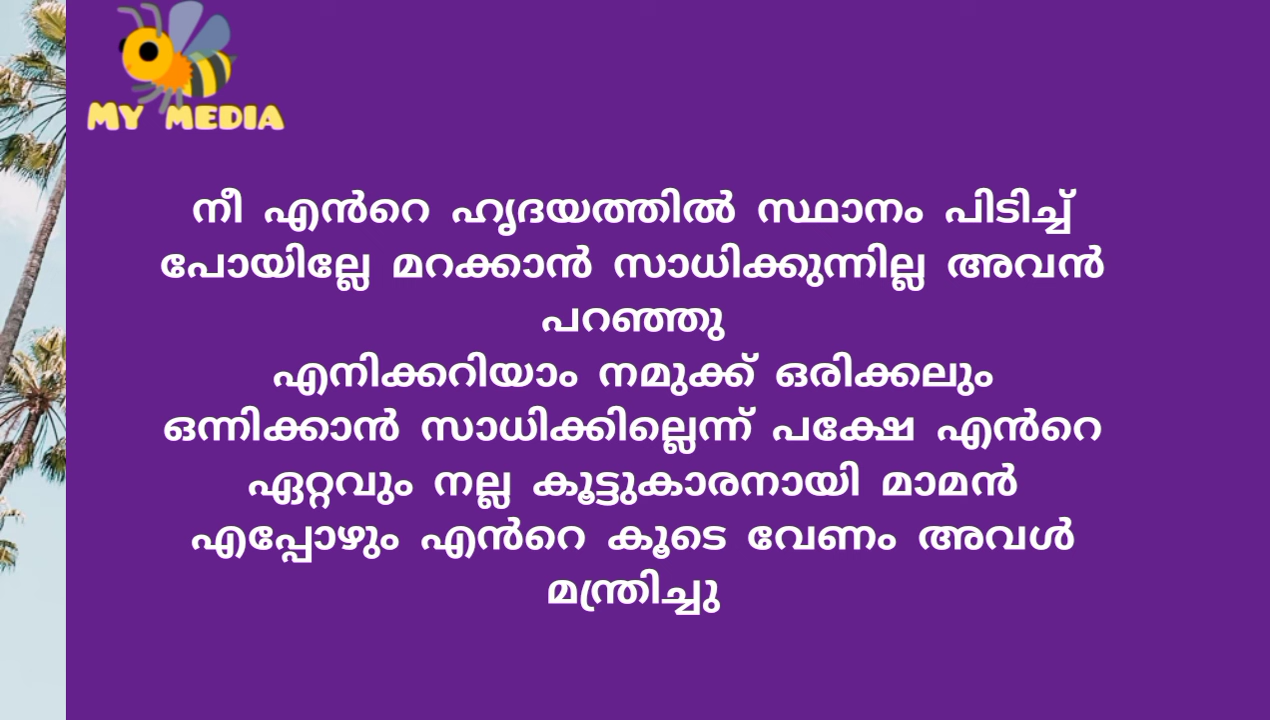 MY MEDIA
നീ എൻറെ ഹൃദയത്തിൽ സ്ഥാനം പിടിച്ച്
പോയില്ലേ മറക്കാൻ സാധിക്കുന്നില്ല അവൻ
പറഞ്ഞു
എനിക്കറിയാം നമുക്ക് ഒരിക്കലും
ഒന്നിക്കാൻ സാധിക്കില്ലെന്ന് പക്ഷേ എൻറെ
ഏറ്റവും നല്ല കൂട്ടുകാരനായി മാമൻ
എപ്പോഴും എൻറെ കൂടെ വേണം അവൾ
മന്ത്രിച്ചു